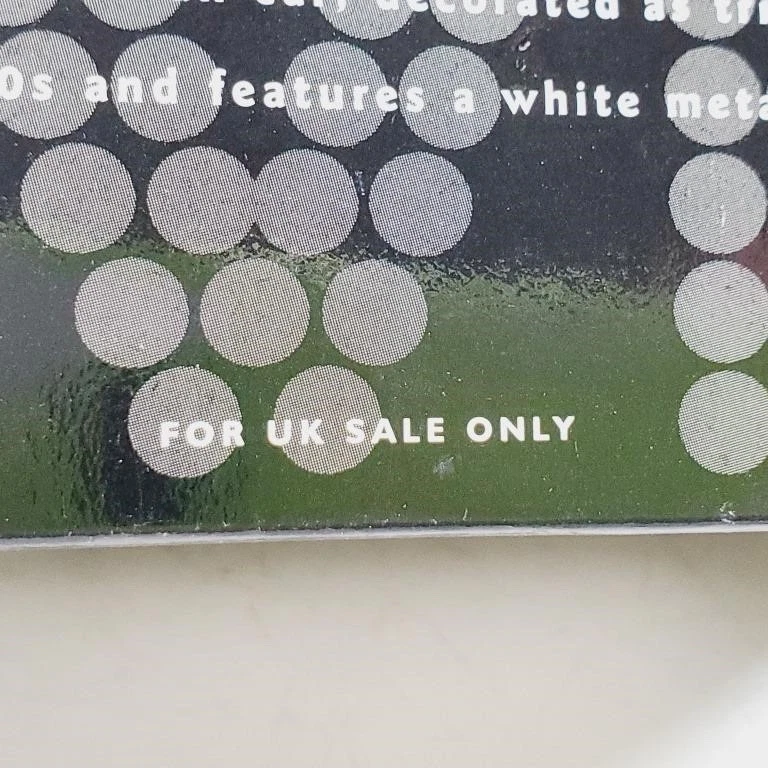 decorated as
0s and features a white
FOR UK SALE ONLY